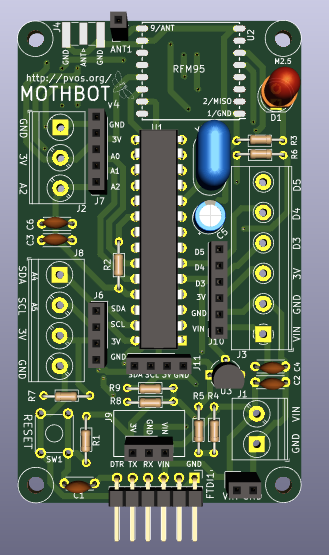 J4
GND
ANT>
GND
ANT1
9/ANT
U2
RFM95
2/MISO
1/GND
M2.5
D1
http://pvos.org/
MOTHBOT
V4
GND
3V
A2
J2
GND
3V
A0
A1
A2
J7
U1
R3
R6
C6
C3
J8
C5
D5
D4
D3
3V
GND
VIN
J3
SDA
SCL
3V
GND
A4
A5
R2
J6
SDA
SCL
3V
GND
D5
D4
D3
3V
GND
VIN
J10
SDA SCL 3V GND
J11
R7
R9
R8
U3
C4
C2
RESET
SW1
R1
J9
3V
GND
VIN
R5 R4
J1
VIN
GND
C1
DTR TX RX VIN GND
FTDI1